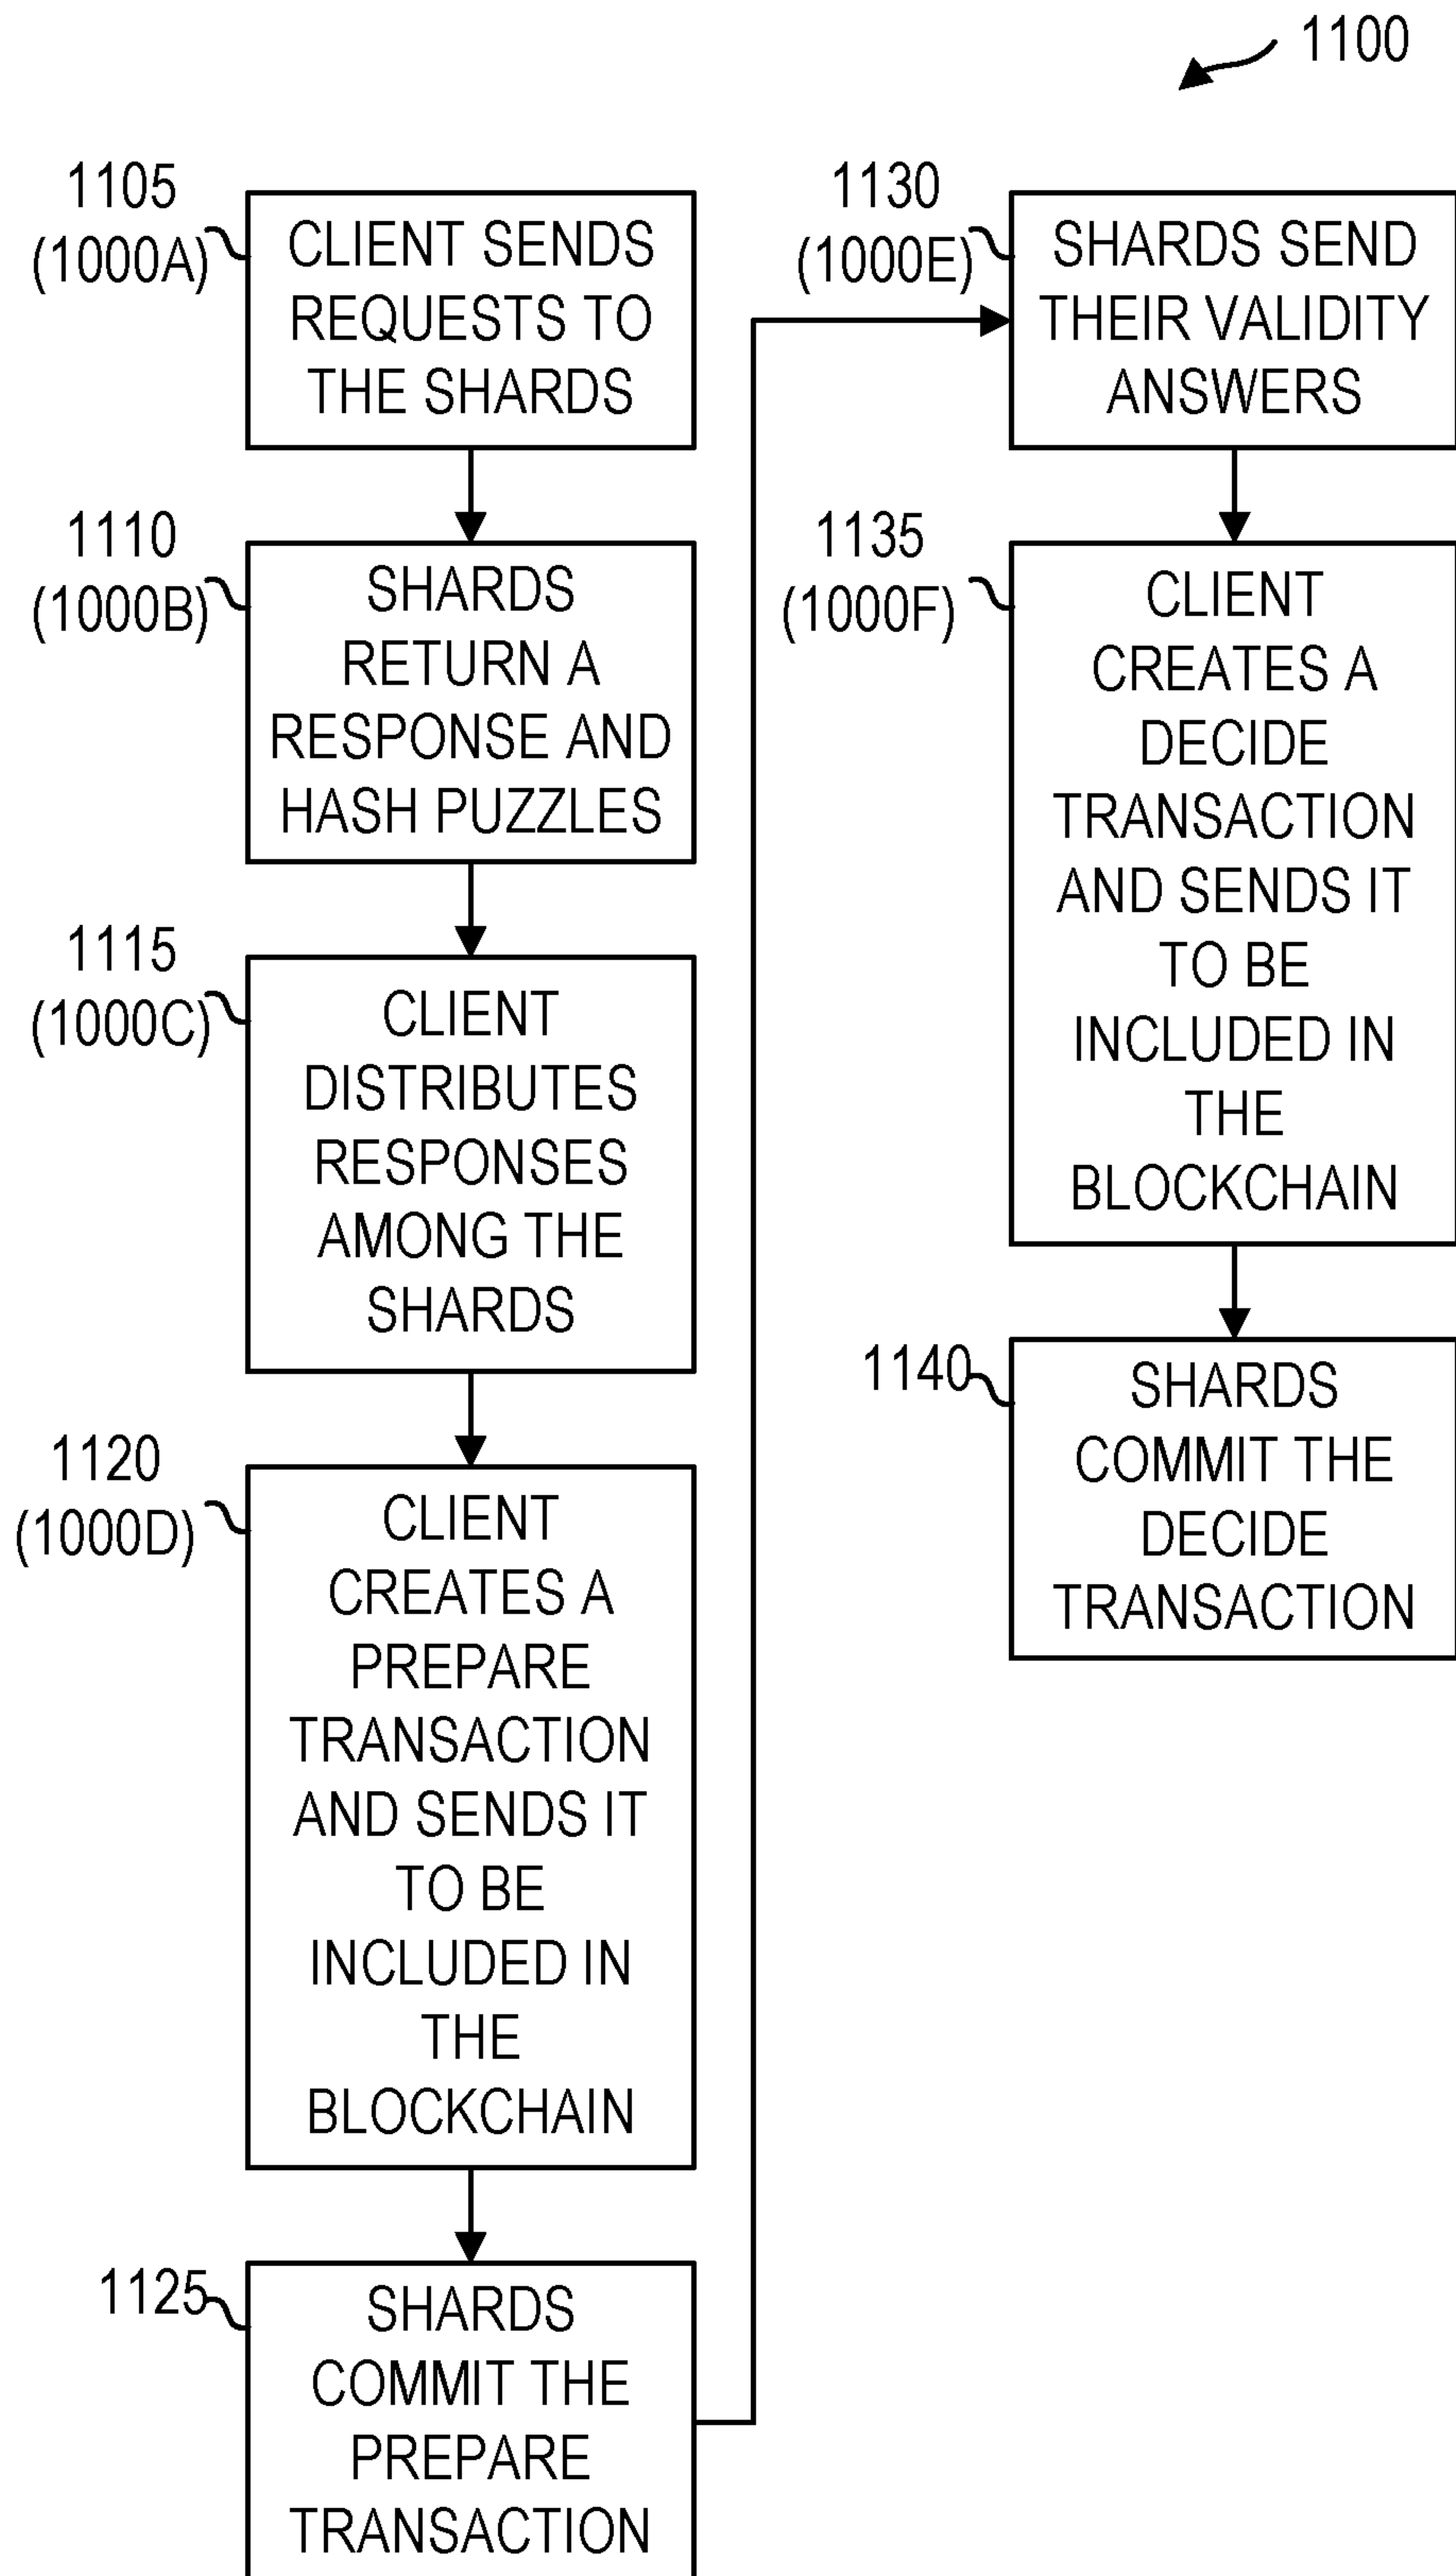 1100
1105
(1000A)
CLIENT SENDS
REQUESTS TO
THE SHARDS
1110
(1000B)
SHARDS
RETURN A
RESPONSE AND
HASH PUZZLES
1115
(1000C)
CLIENT
DISTRIBUTES
RESPONSES
AMONG THE
SHARDS
1120
(1000D)
CLIENT
CREATES A
PREPARE
TRANSACTION
AND SENDS IT
TO BE
INCLUDED IN
THE
BLOCKCHAIN
1125
SHARDS
COMMIT THE
PREPARE
TRANSACTION
1130
(1000E)
SHARDS SEND
THEIR VALIDITY
ANSWERS
1135
(1000F)
CLIENT
CREATES A
DECIDE
TRANSACTION
AND SENDS IT
TO BE
INCLUDED IN
THE
BLOCKCHAIN
1140
SHARDS
COMMIT THE
DECIDE
TRANSACTION